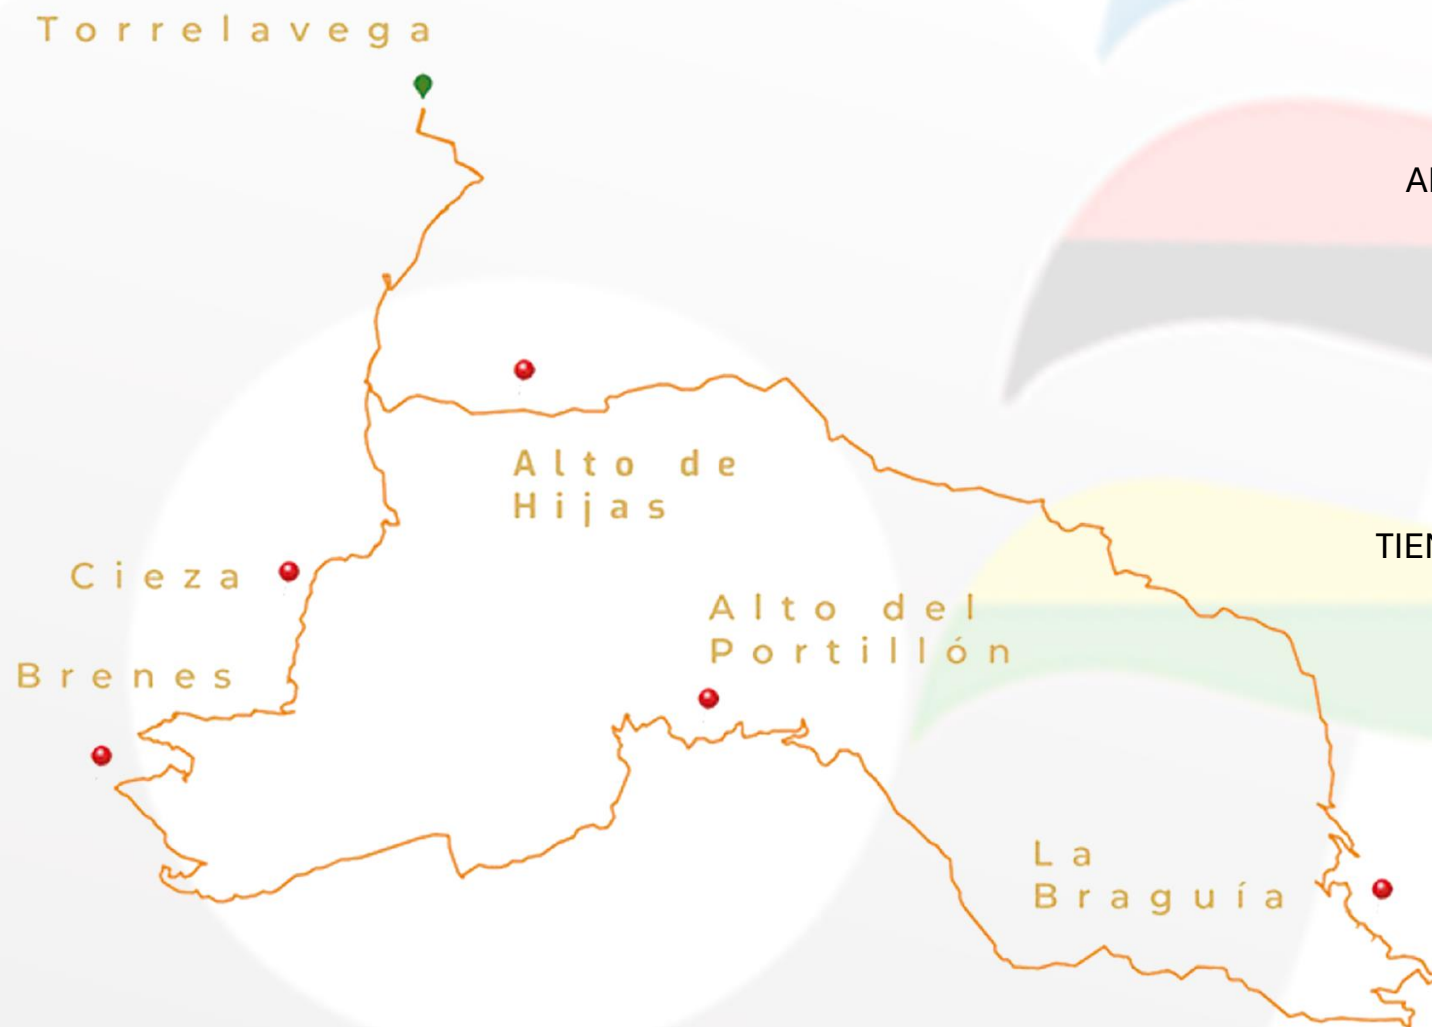 Torrelavega
Alto de
Hijas
Cieza
Alto del
Portillón
Brenes
La
Braguía